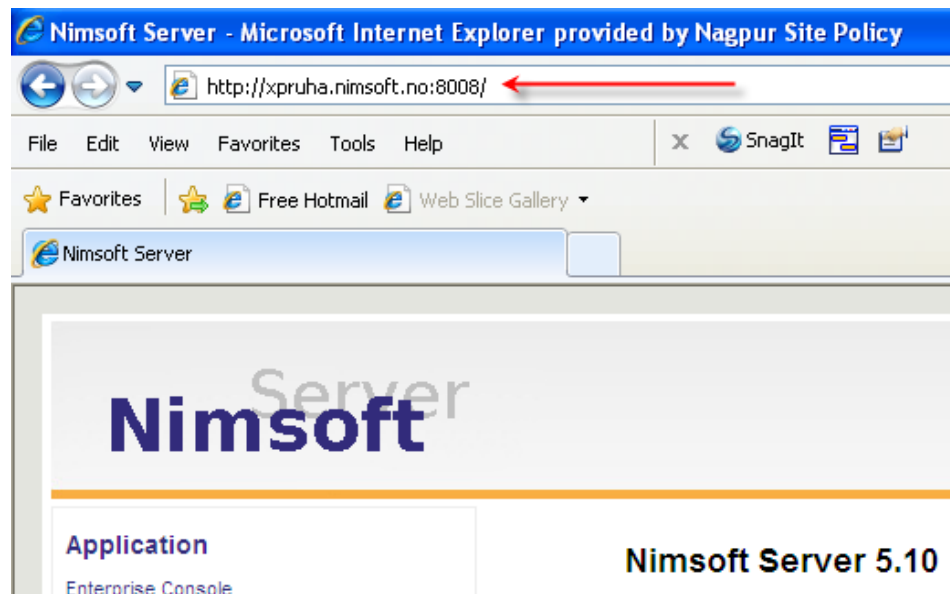 Nimsoft Server - Microsoft Internet Explorer provided by Nagpur Site Policy
http://xpruha.nimsoft.no:8008/
File Edit View Favorites Tools Help x SnagIt
Favorites Free Hotmail Web Slice Gallery
Nimsoft Server
Server
Nimsoft
Application
Nimsoft Server 5.10
Enterprise Console